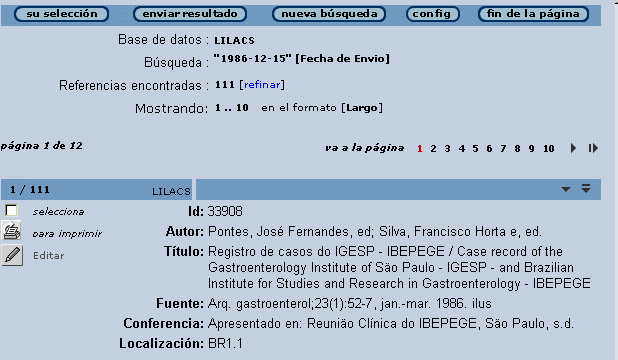 su selección enviar resultado nueva búsqueda config fin de la página
Base de datos : LILACS
Búsqueda : "1986-12-15" [Fecha de Envio]
Referencias encontradas : 111 [refinar]
Mostrando: 1 .. 10 en el formato [Largo]
página 1 de 12 va a la página 1 2 3 4 5 6 7 8 9 10
1 / 111 LILACS
selecciona Id: 33908
para imprimir Autor: Pontes, José Fernandes, ed; Silva, Francisco Horta e, ed.
Editar Título: Registro de casos do IGESP - IBEPEGE / Case record of the
Gastroenterology Institute of São Paulo - IGESP - and Brazilian
Institute for Studies and Research in Gastroenterology - IBEPEGE
Fuente: Arq. gastroenterol;23(1):52-7, jan.-mar. 1986. ilus
Conferencia: Apresentado en: Reunião Clínica do IBEPEGE, São Paulo, s.d.
Localización: BR1.1